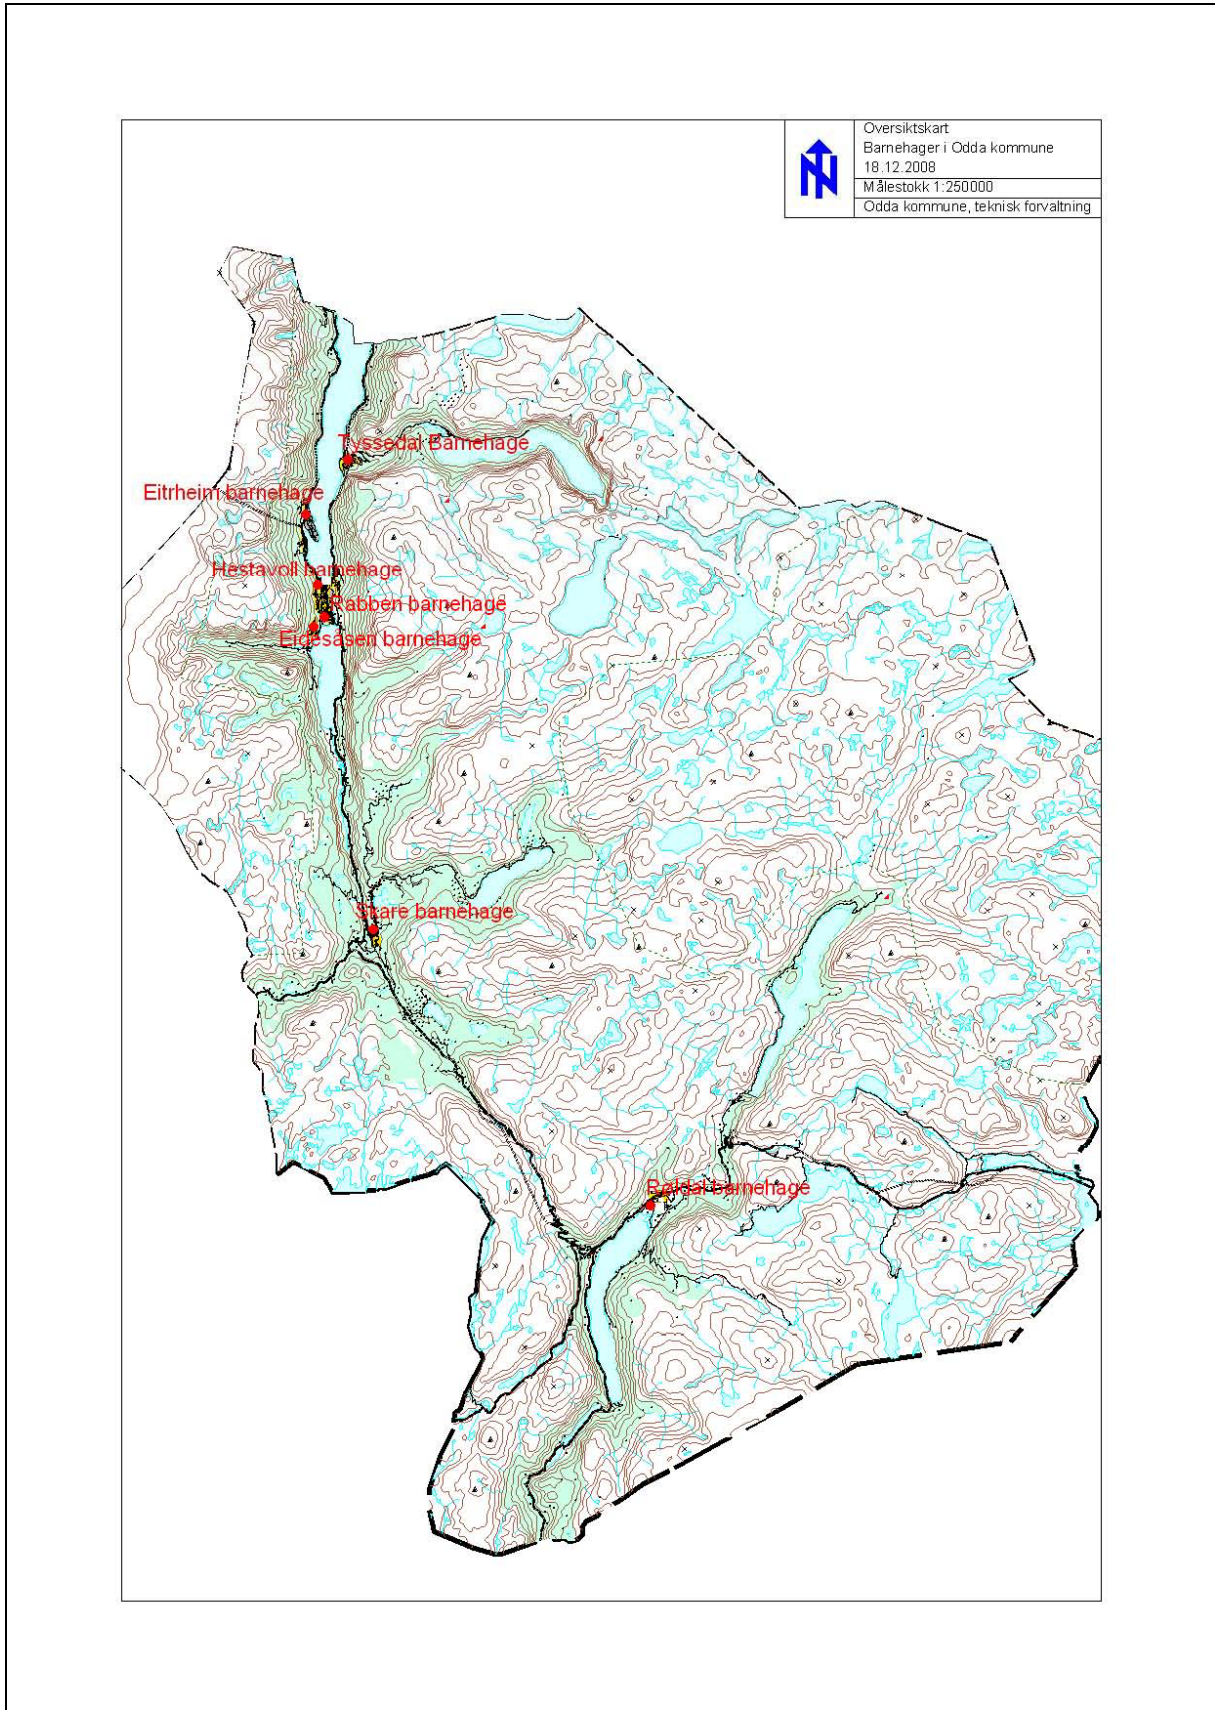 Oversiktskart
Barnehager i Odda kommune
18.12.2008
Målestokk 1:250000
Odda kommune, teknisk forvaltning
N
Tyssedal Barnehage
Eitrheim barnehage
Hestavoll barnehage
Rabben barnehage
Eidesåsen barnehage
Skare barnehage
Røldal barnehage